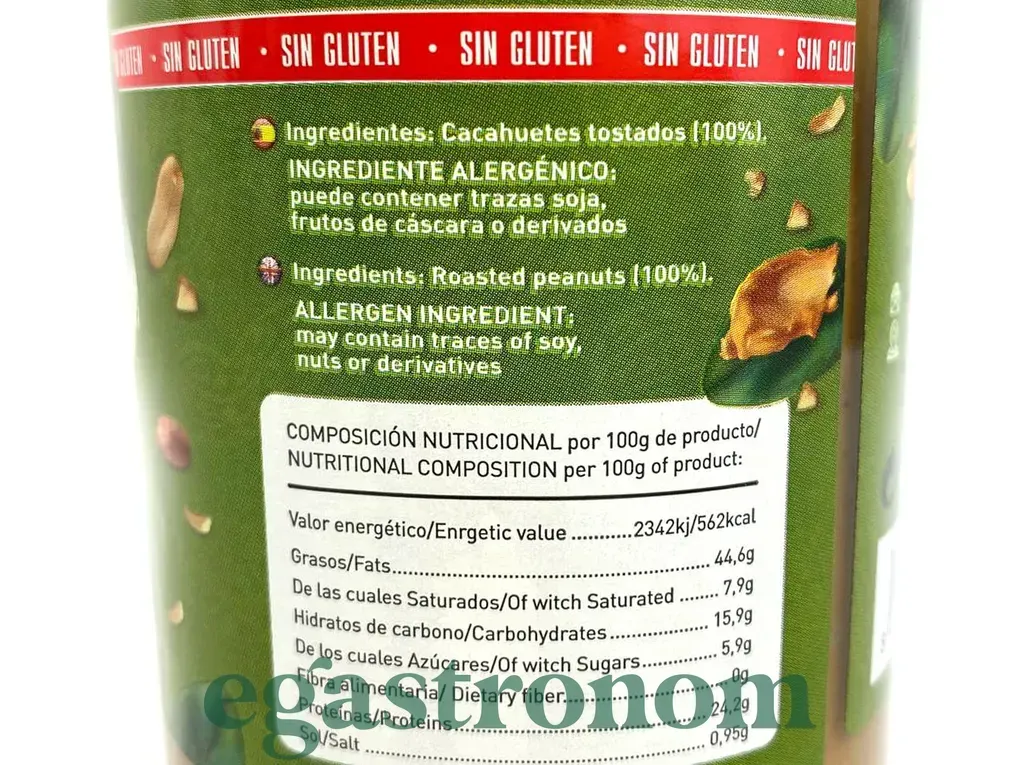 SIN GLUTEN • SIN GLUTEN • SIN GLUTEN • SIN GLUTEN • SIN GLUT
Ingredientes: Cacahuetes tostados (100%).
INGREDIENTE ALERGÉNICO:
puede contener trazas soja,
frutos de cáscara o derivados
Ingredients: Roasted peanuts (100%).
ALLERGEN INGREDIENT:
may contain traces of soy,
nuts or derivatives
COMPOSICIÓN NUTRICIONAL por 100g de producto/
NUTRITIONAL COMPOSITION per 100g of product:
Valor energético/Enrgetic value ...........2342kj/562kcal
Grasos/Fats.......................................................... 44,6g
De las cuales Saturados/Of witch Saturated ........ 7,9g
Hidratos de carbono/Carbohydrates.................... 15,9g
De los cuales Azúcares/Of witch Sugars................. 5,9g
Fibra alimentaria/ Dietary fiber................................. 0g
Proteínas/Proteins................................................ 24,2g
Sal/Salt ................................................................ 0,95g
egastronom